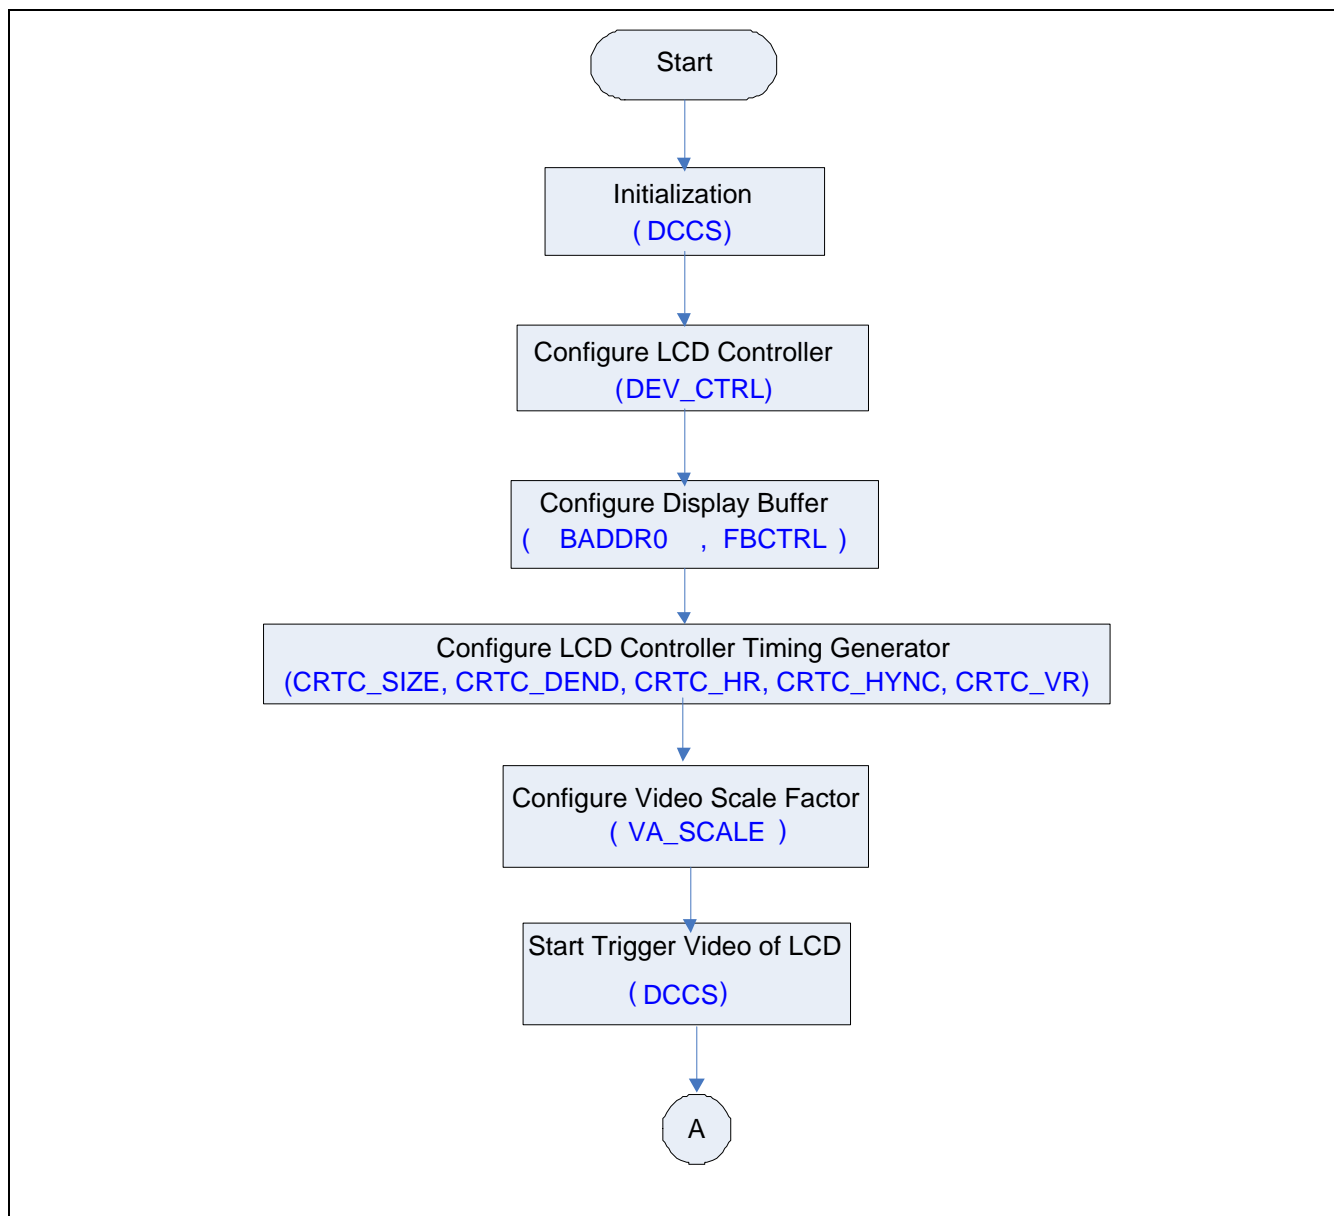 Start
Initialization
( DCCS)
Configure LCD Controller
(DEV_CTRL)
Configure Display Buffer
( BADDR0 , FBCTRL )
Configure LCD Controller Timing Generator
(CRTC_SIZE, CRTC_DEND, CRTC_HR, CRTC_HYNC, CRTC_VR)
Configure Video Scale Factor
( VA_SCALE )
Start Trigger Video of LCD
( DCCS)
A